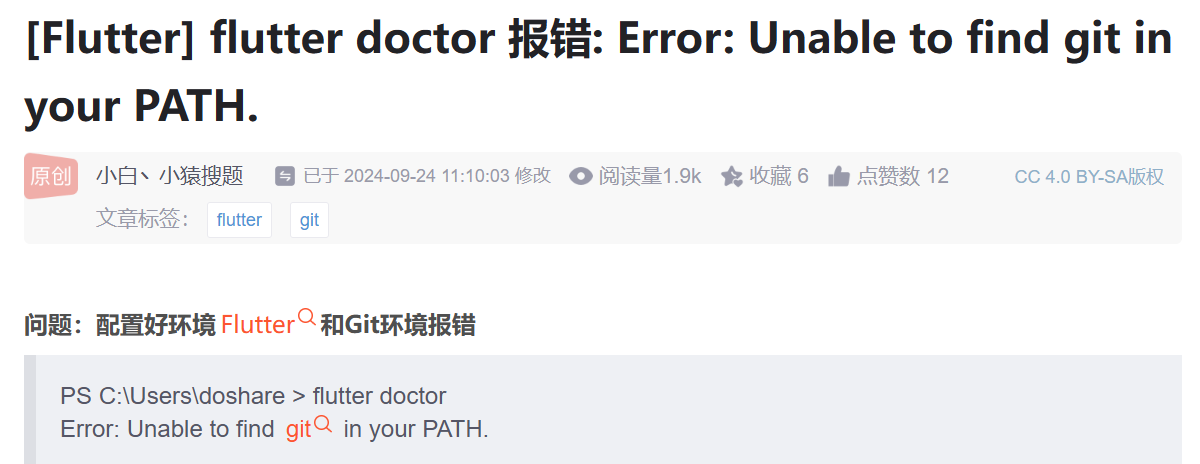 [Flutter] flutter doctor 报错: Error: Unable to find git in
your PATH.
原创 小白丶小猿搜题 已于 2024-09-24 11:10:03 修改 阅读量1.9k 收藏 6 点赞数 12 CC 4.0 BY-SA版权
文章标签： flutter git
问题：配置好环境 Flutter 和Git环境报错
PS C:\Users\doshare > flutter doctor
Error: Unable to find git in your PATH.